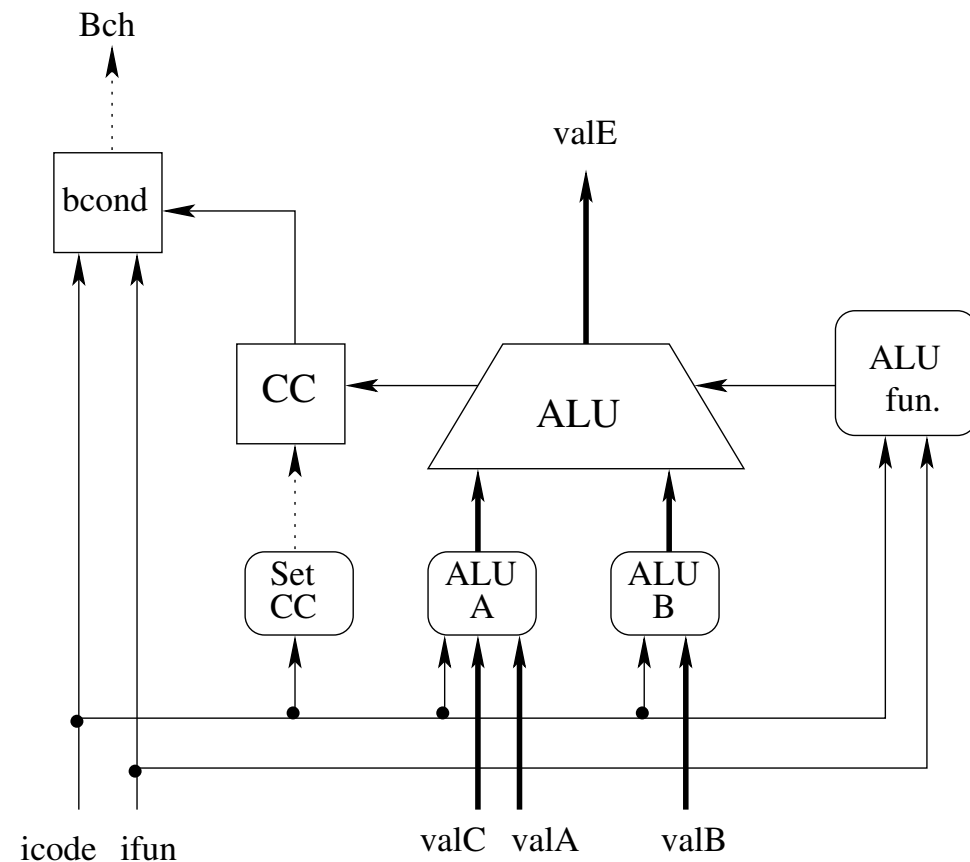 Bch
valE
bcond
ALU
fun.
CC
ALU
Set
CC
ALU
A
ALU
B
icode ifun
valC valA
valB